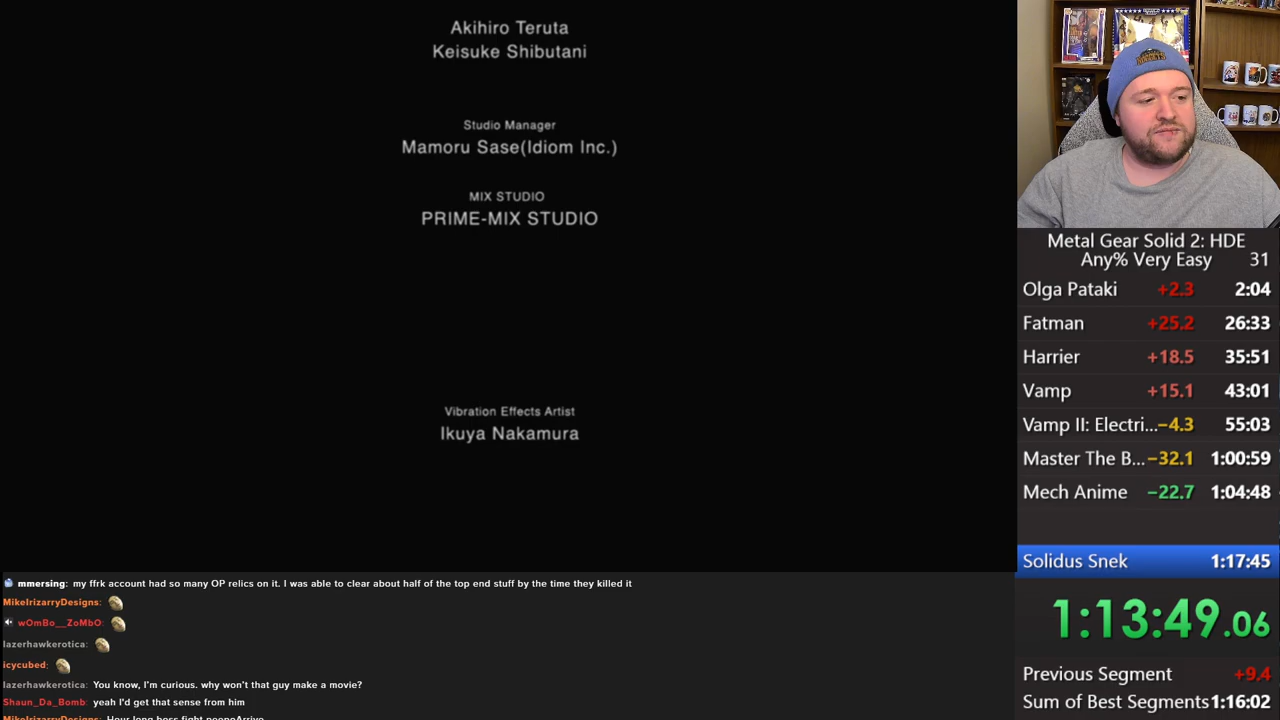 Akihiro Teruta
Keisuke Shibutani
Studio Manager
Mamoru Sase(Idiom Inc.)
MIX STUDIO
PRIME-MIX STUDIO
Vibration Effects Artist
Ikuya Nakamura
Metal Gear Solid 2: HDE
Any% Very Easy 31
Olga Pataki +2.3 2:04
Fatman +25.2 26:33
Harrier +18.5 35:51
Vamp +15.1 43:01
Vamp II: Electri... −4.3 55:03
Master The B... −32.1 1:00:59
Mech Anime −22.7 1:04:48
Solidus Snek 1:17:45
1:13:49.06
Previous Segment +9.4
Sum of Best Segments 1:16:02
mmersing: my ffrk account had so many OP relics on it. I was able to clear about half of the top end stuff by the time they killed it
MikeIrizarryDesigns:
wOmBo__ZoMbO:
lazerhawkerotica:
icycubed:
lazerhawkerotica: You know, I'm curious. why won't that guy make a movie?
Shaun_Da_Bomb: yeah I'd get that sense from him
MikeIrizarryDesigns: Hour long boss fight